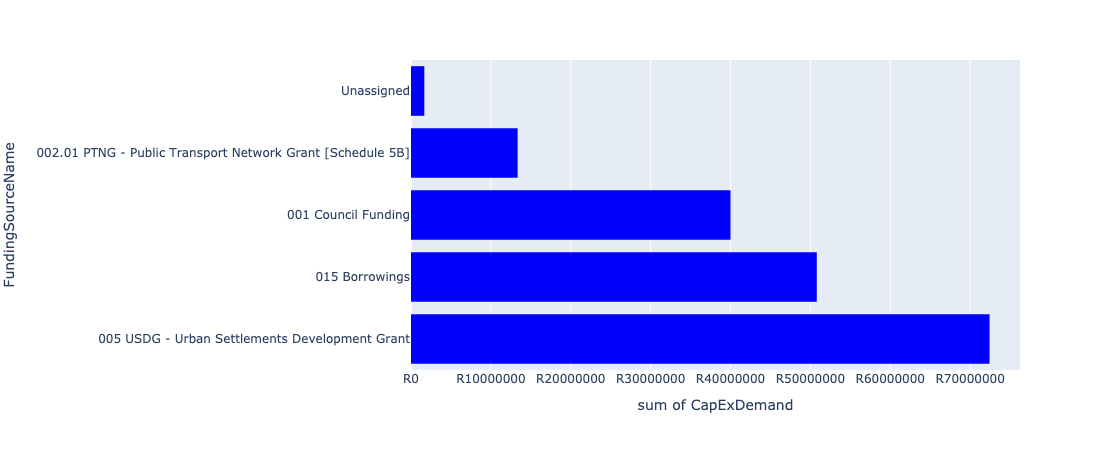 FundingSourceName
Unassigned
002.01 PTNG - Public Transport Network Grant [Schedule 5B]
001 Council Funding
015 Borrowings
005 USDG - Urban Settlements Development Grant
R0 R10000000 R20000000 R30000000 R40000000 R50000000 R60000000 R70000000
sum of CapExDemand